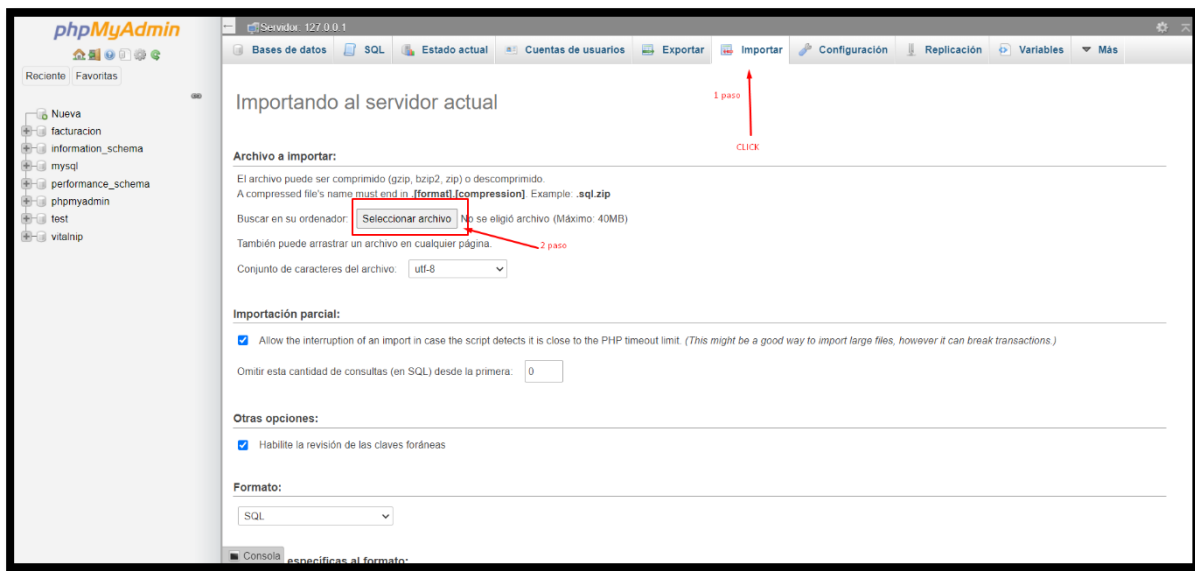 phpMyAdmin
Reciente Favoritas
Nueva
facturacion
information_schema
mysql
performance_schema
phpmyadmin
test
vitalnip
Servidor: 127.0.0.1
Bases de datos SQL Estado actual Cuentas de usuarios Exportar Importar Configuración Replicación Variables Más
Importando al servidor actual
1 paso
CLICK
Archivo a importar:
El archivo puede ser comprimido (gzip, bzip2, zip) o descomprimido.
A compressed file's name must end in .[format].[compression]. Example: .sql.zip
Buscar en su ordenador: Seleccionar archivo No se eligió archivo (Máximo: 40MB)
También puede arrastrar un archivo en cualquier página.
2 paso
Conjunto de caracteres del archivo: utf-8
Importación parcial:
Allow the interruption of an import in case the script detects it is close to the PHP timeout limit. (This might be a good way to import large files, however it can break transactions.)
Omitir esta cantidad de consultas (en SQL) desde la primera: 0
Otras opciones:
Habilite la revisión de las claves foráneas
Formato:
SQL
Consola
específicas al formato: